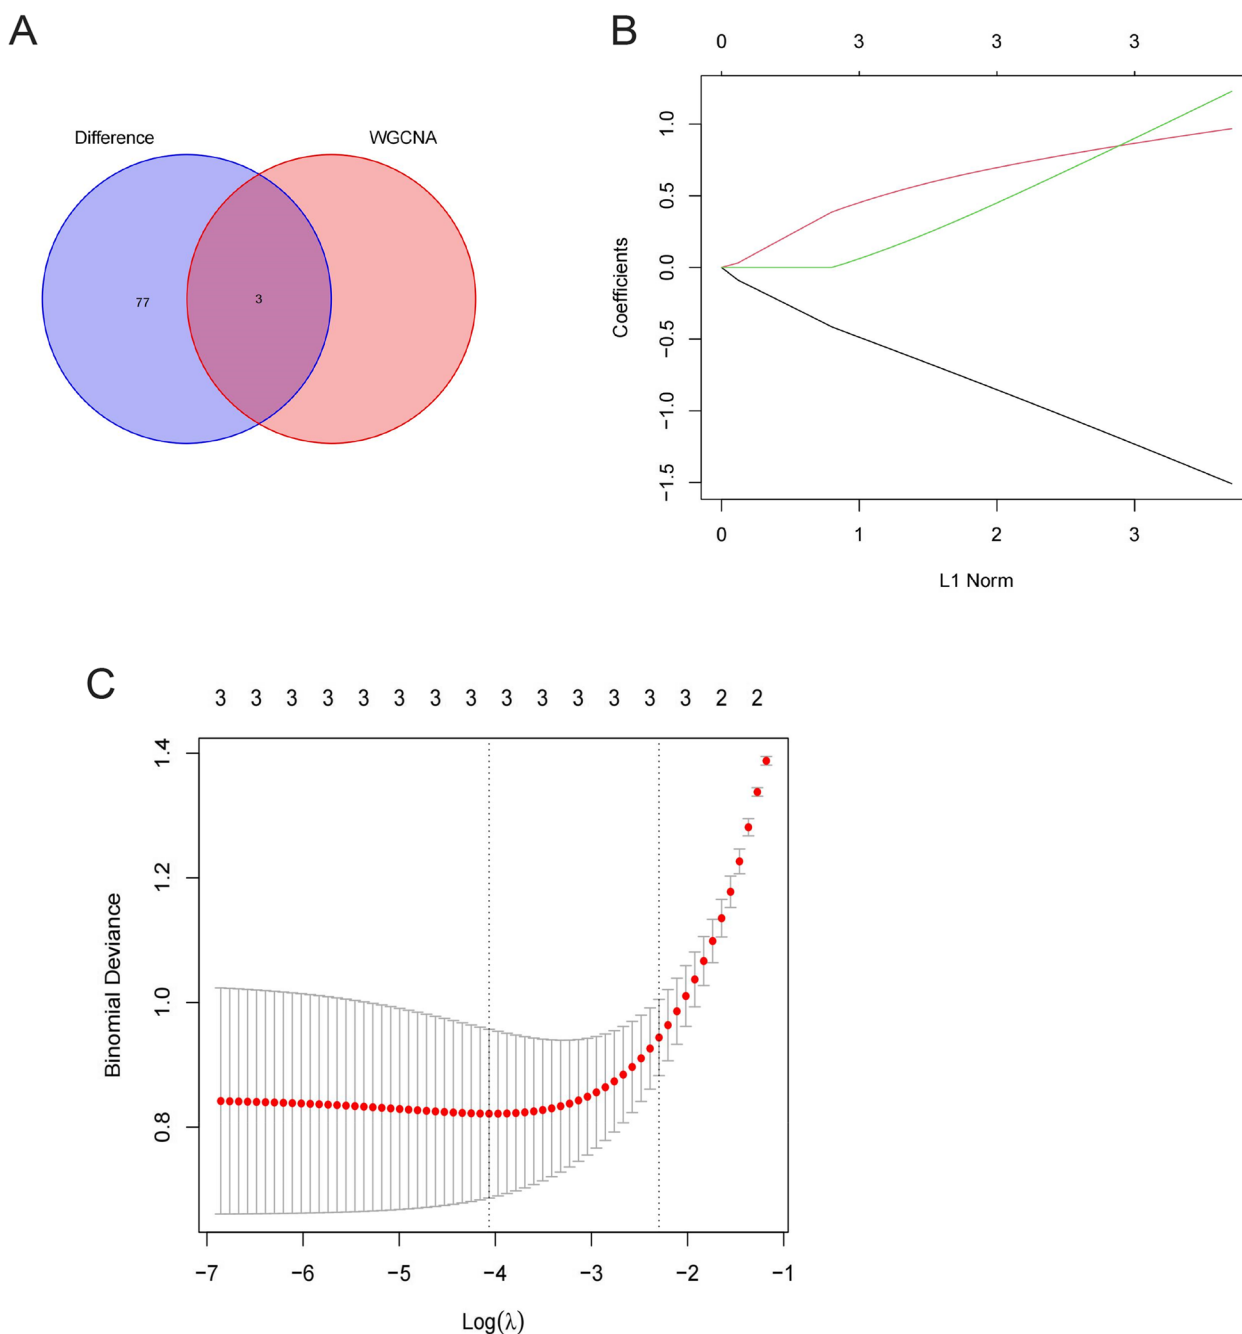 A
Difference
WGCNA
77
3
B
0 3 3 3
Coefficients
1.0
0.5
0.0
−0.5
−1.0
−1.5
0 1 2 3
L1 Norm
C
3 3 3 3 3 3 3 3 3 3 3 3 3 3 2 2
Binomial Deviance
1.4
1.2
1.0
0.8
−7 −6 −5 −4 −3 −2 −1
Log(λ)